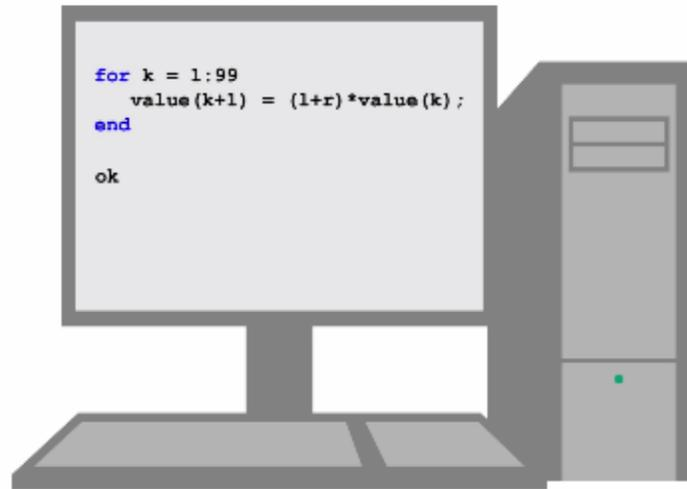 for k = 1:99
value(k+1) = (1+r)*value(k);
end
ok